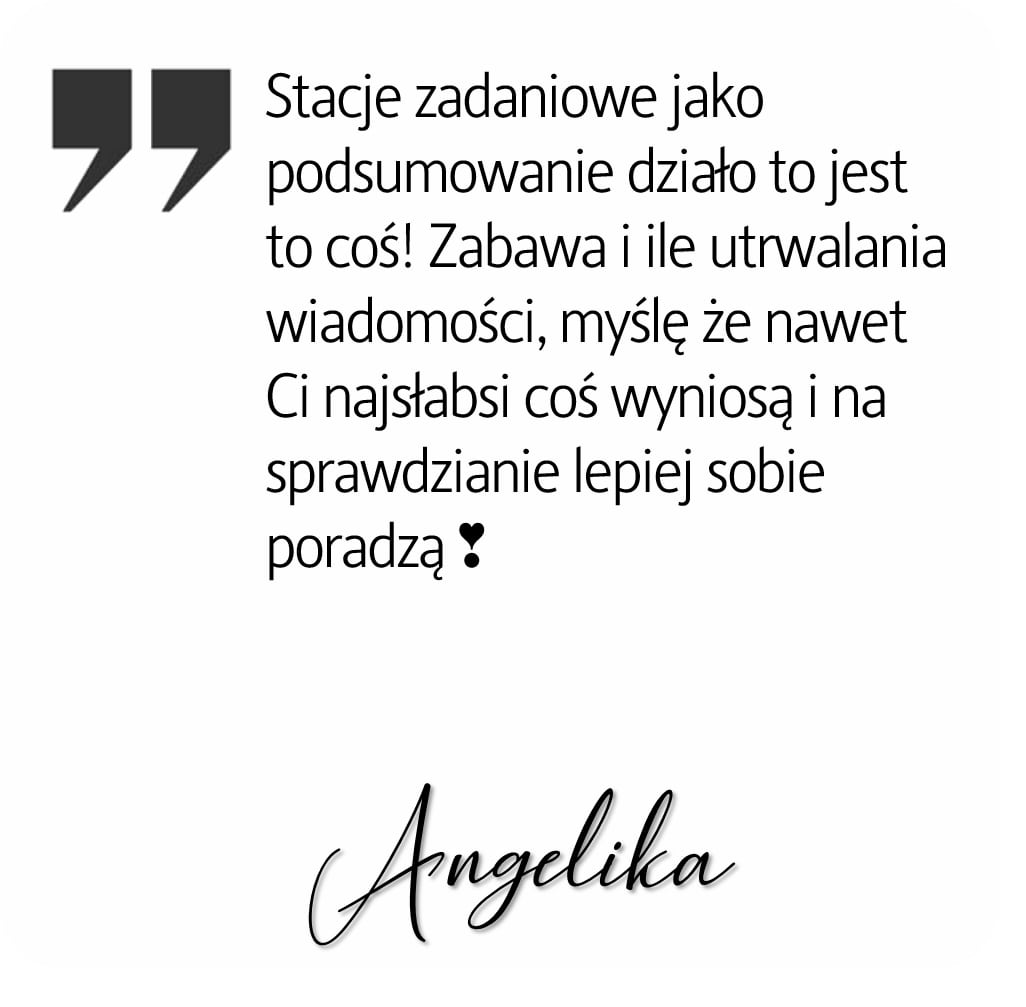 Stacje zadaniowe jako
podsumowanie działo to jest
to coś! Zabawa i ile utrwalania
wiadomości, myślę że nawet
Ci najsłabsi coś wyniosą i na
sprawdzianie lepiej sobie
poradzą ❣
Angelika